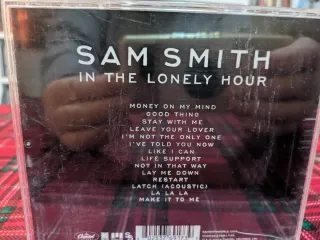 SAM SMITH
IN THE LONELY HOUR
MONEY ON MY MIND
GOOD THING
STAY WITH ME
LEAVE YOUR LOVER
I'M NOT THE ONLY ONE
I'VE TOLD YOU NOW
LIKE I CAN
LIFE SUPPORT
NOT IN THAT WAY
LAY ME DOWN
RESTART
LATCH (ACOUSTIC)
LA LA LA
MAKE IT TO ME